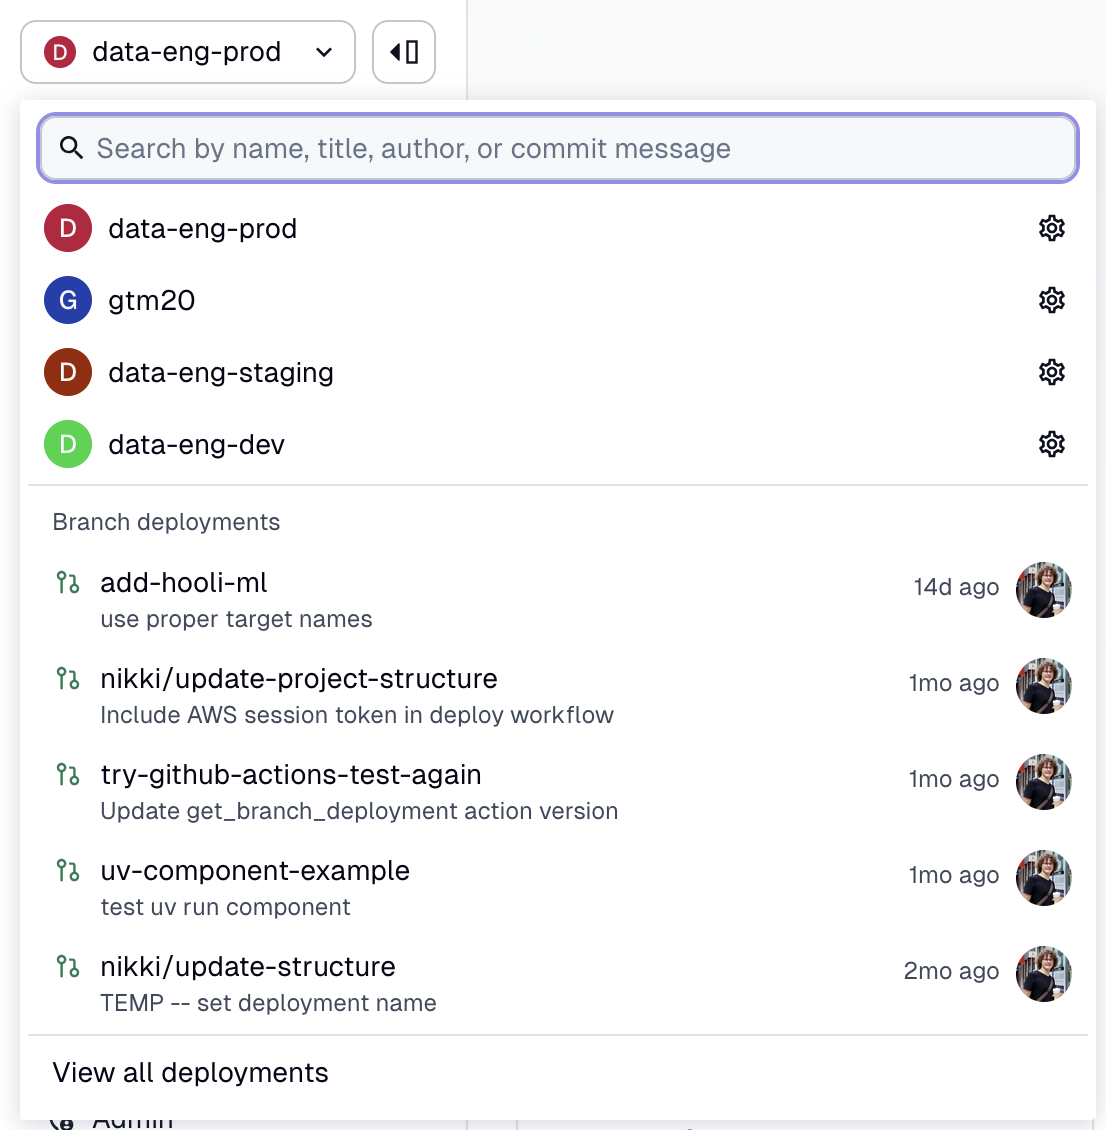 D data-eng-prod
Search by name, title, author, or commit message
D data-eng-prod
G gtm20
D data-eng-staging
D data-eng-dev
Branch deployments
add-hooli-ml
14d ago
use proper target names
nikki/update-project-structure
1mo ago
Include AWS session token in deploy workflow
try-github-actions-test-again
1mo ago
Update get_branch_deployment action version
uv-component-example
1mo ago
test uv run component
nikki/update-structure
2mo ago
TEMP -- set deployment name
View all deployments
Admin